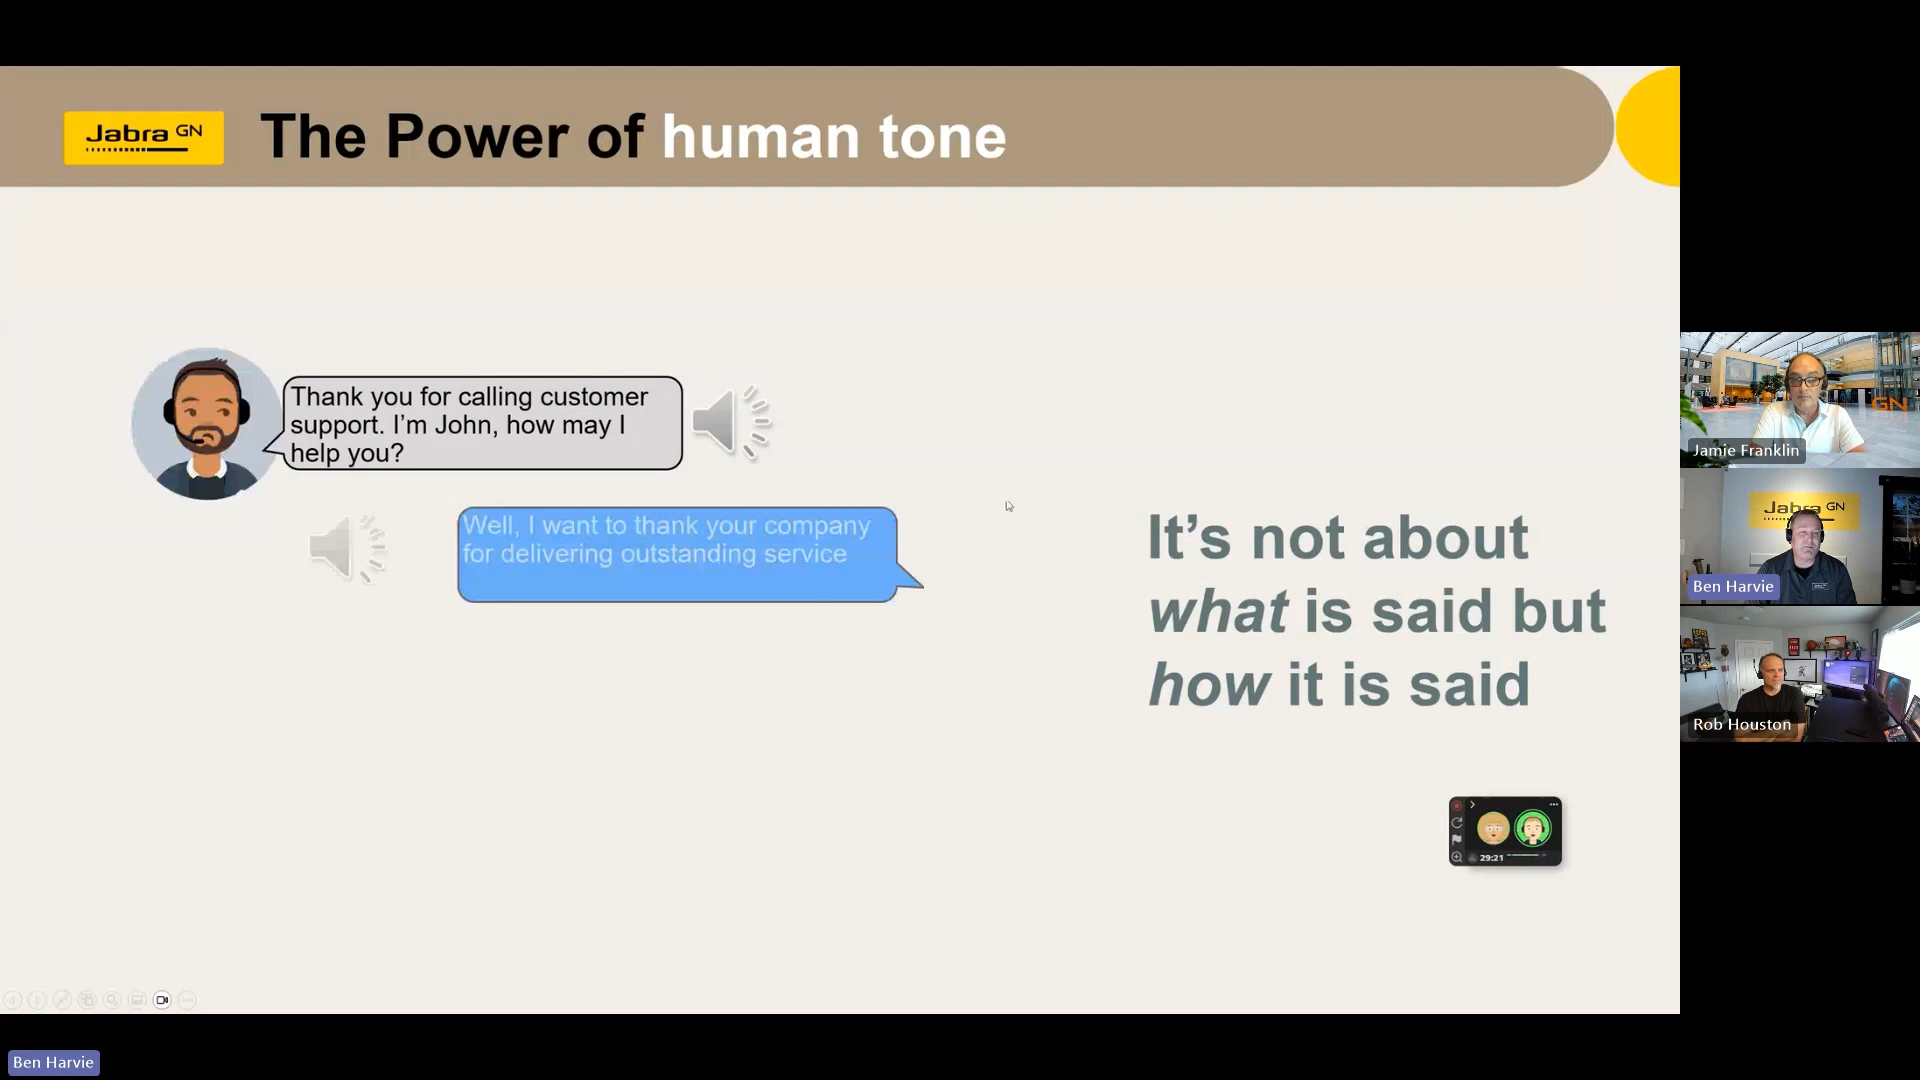 Jabra GN
The Power of human tone
Thank you for calling customer
support. I’m John, how may I
help you?
Well, I want to thank your company
for delivering outstanding service
It’s not about
what is said but
how it is said
29:21
GN
Jamie Franklin
Jabra GN
Ben Harvie
Rob Houston
Ben Harvie